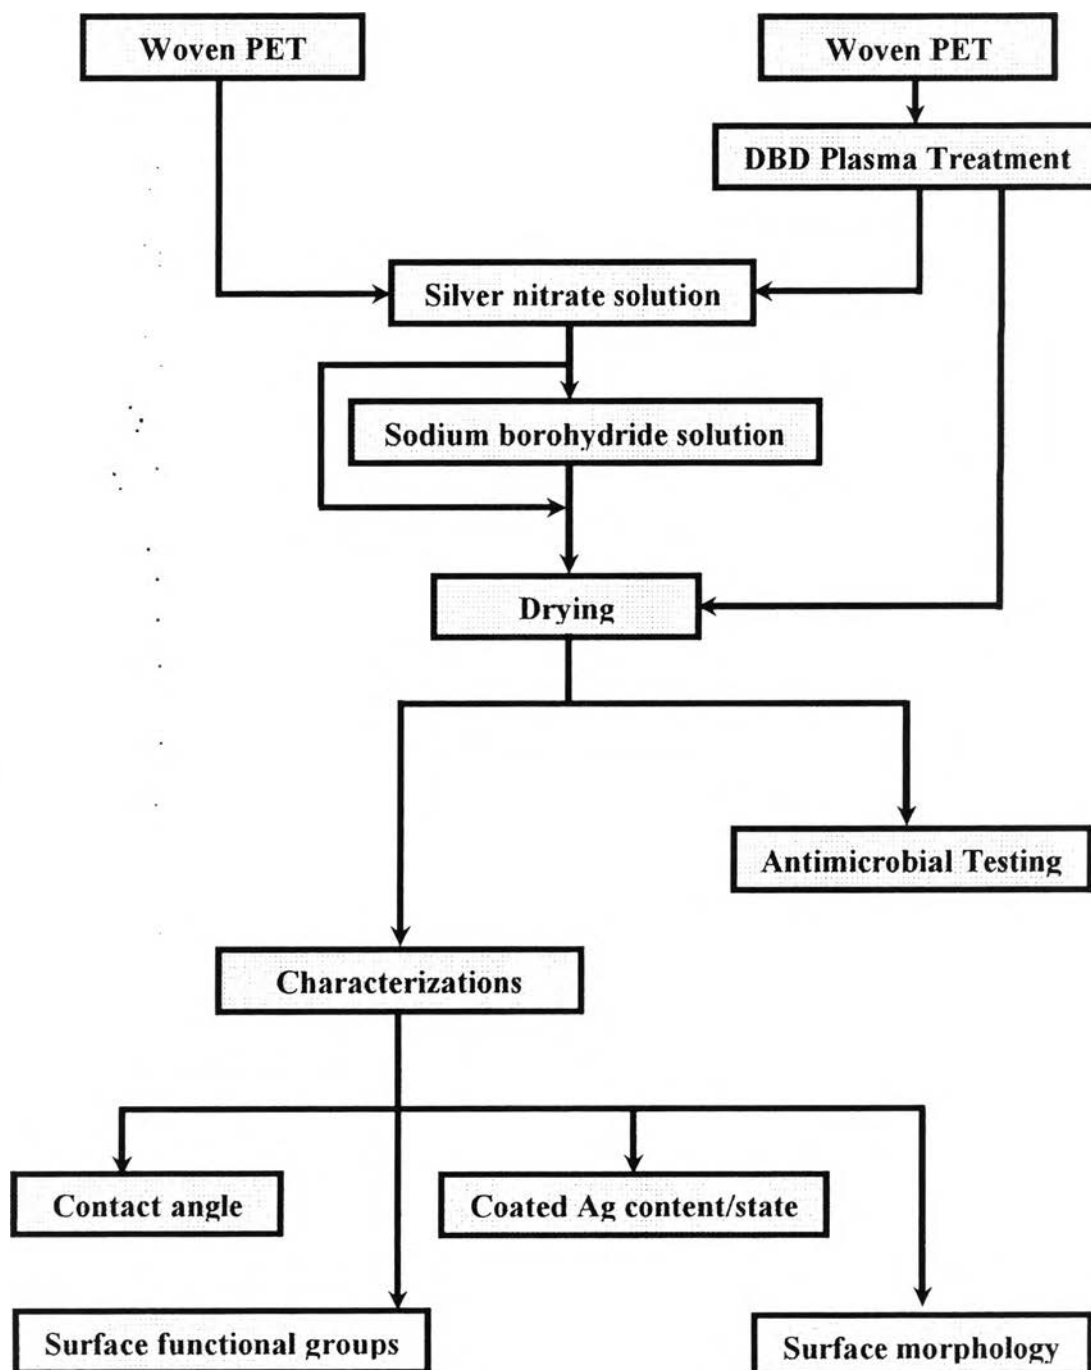 Woven PET
Woven PET
DBD Plasma Treatment
Silver nitrate solution
Sodium borohydride solution
Drying
Antimicrobial Testing
Characterizations
Contact angle
Coated Ag content/state
Surface functional groups
Surface morphology